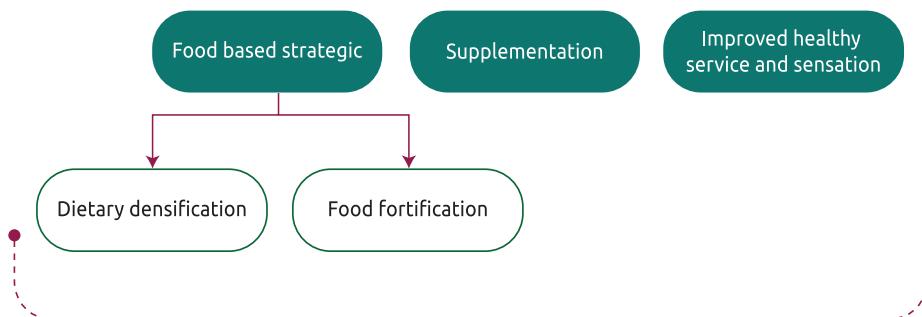 Food based strategic
Supplementation
Improved healthy
service and sensation
Dietary densification
Food fortification